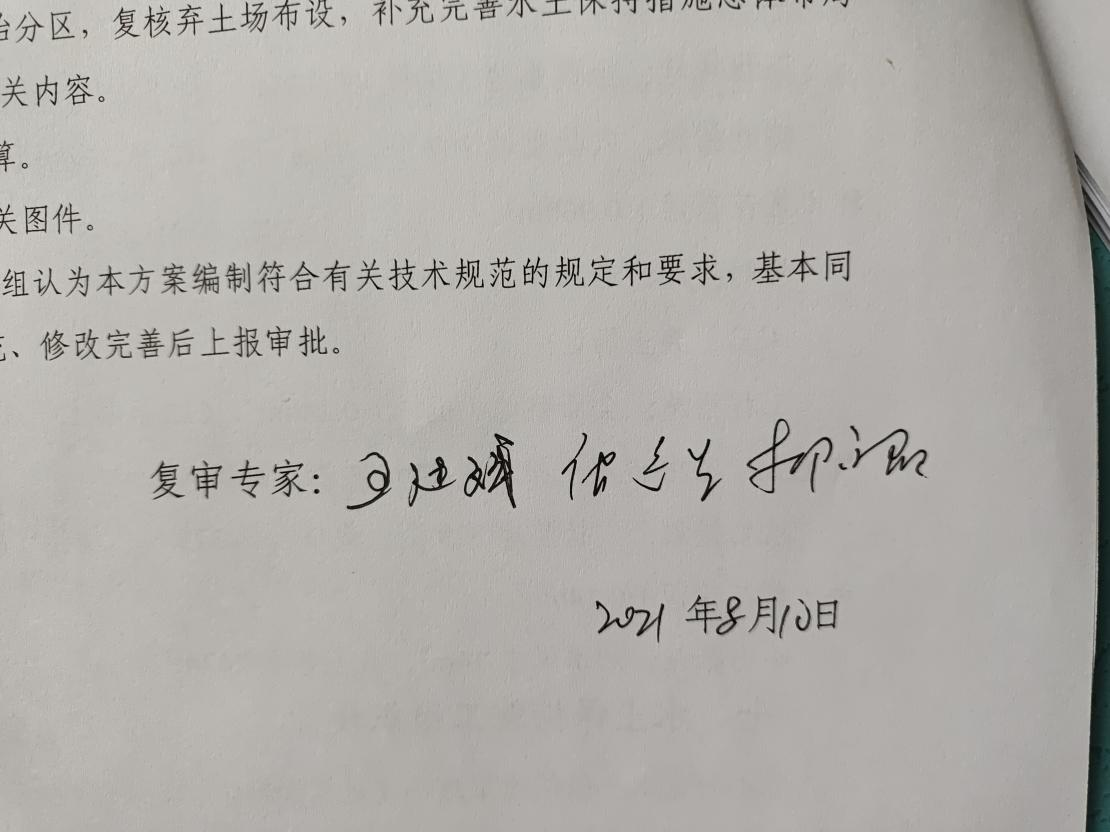 治分区，复核弃土场布设，补充完善水土保持措施总体布局
关内容。
算。
关图件。
组认为本方案编制符合有关技术规范的规定和要求，基本同
、修改完善后上报审批。
复审专家：
2021年8月10日